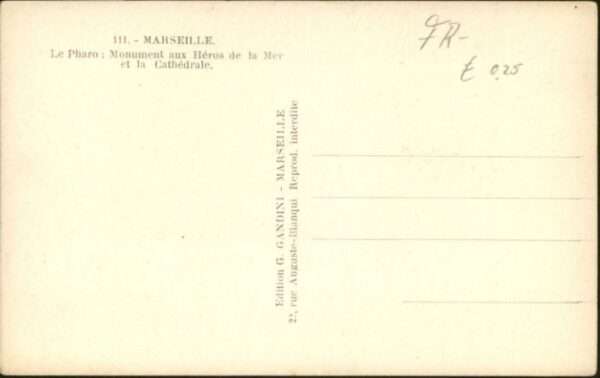 111. - MARSEILLE.
Le Pharo ; Monument aux Héros de la Mer
et la Cathédrale.
FR-
£ 0.25
Edition G. GANDINI - MARSEILLE
rue Auguste-Blanqui Reprod. interdite